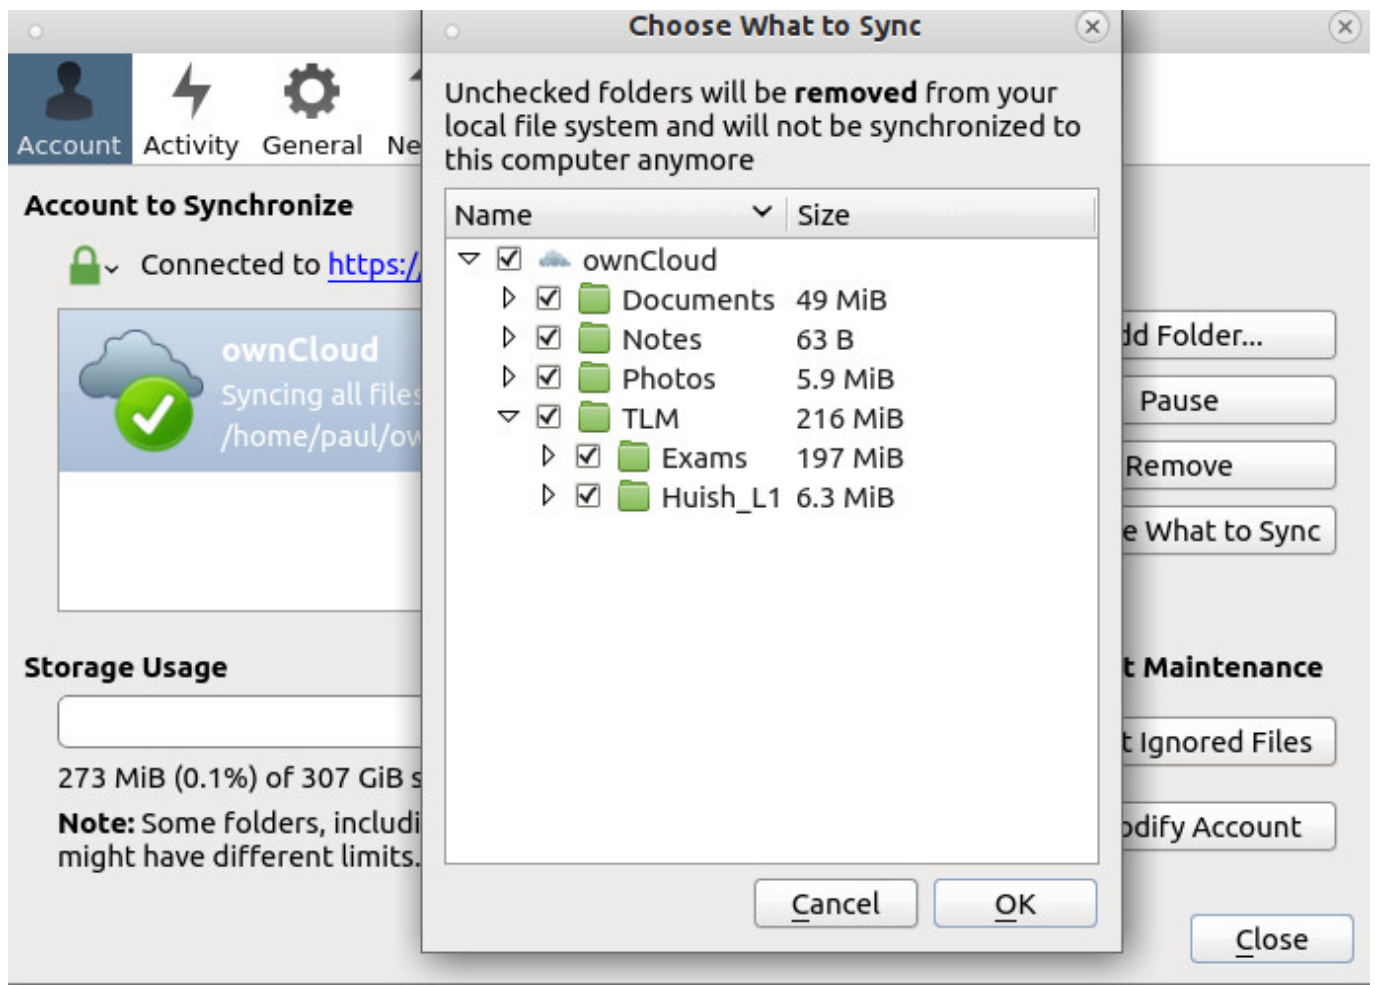 Choose What to Sync
Account
Activity
General
Ne
Unchecked folders will be removed from your
local file system and will not be synchronized to
this computer anymore
Account to Synchronize
Connected to https://
ownCloud
Syncing all files
/home/paul/ow
Name Size
ownCloud
Documents 49 MiB
Notes 63 B
Photos 5.9 MiB
TLM 216 MiB
Exams 197 MiB
Huish_L1 6.3 MiB
dd Folder...
Pause
Remove
e What to Sync
Storage Usage
273 MiB (0.1%) of 307 GiB s
Note: Some folders, includi
might have different limits.
t Maintenance
t Ignored Files
odify Account
Cancel
OK
Close